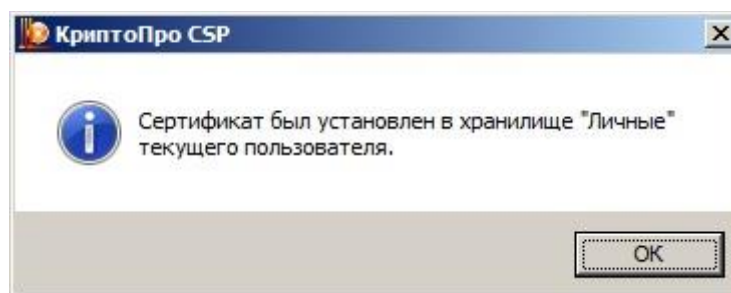 КриптоПро CSP
Сертификат был установлен в хранилище "Личные"
текущего пользователя.
OK